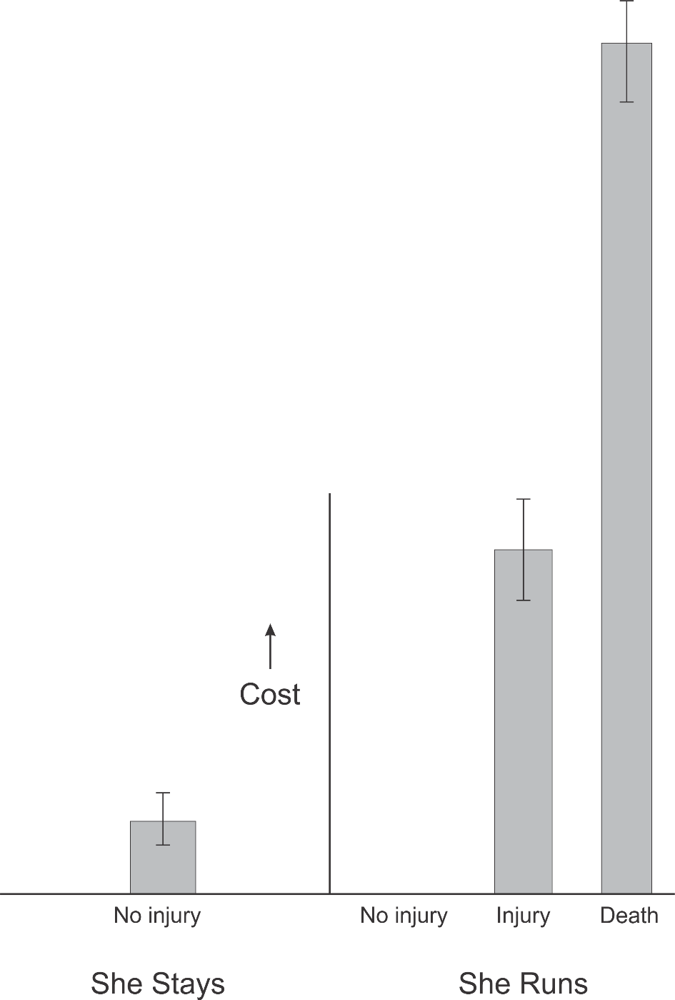 Cost
No injury
No injury
Injury
Death
She Stays
She Runs